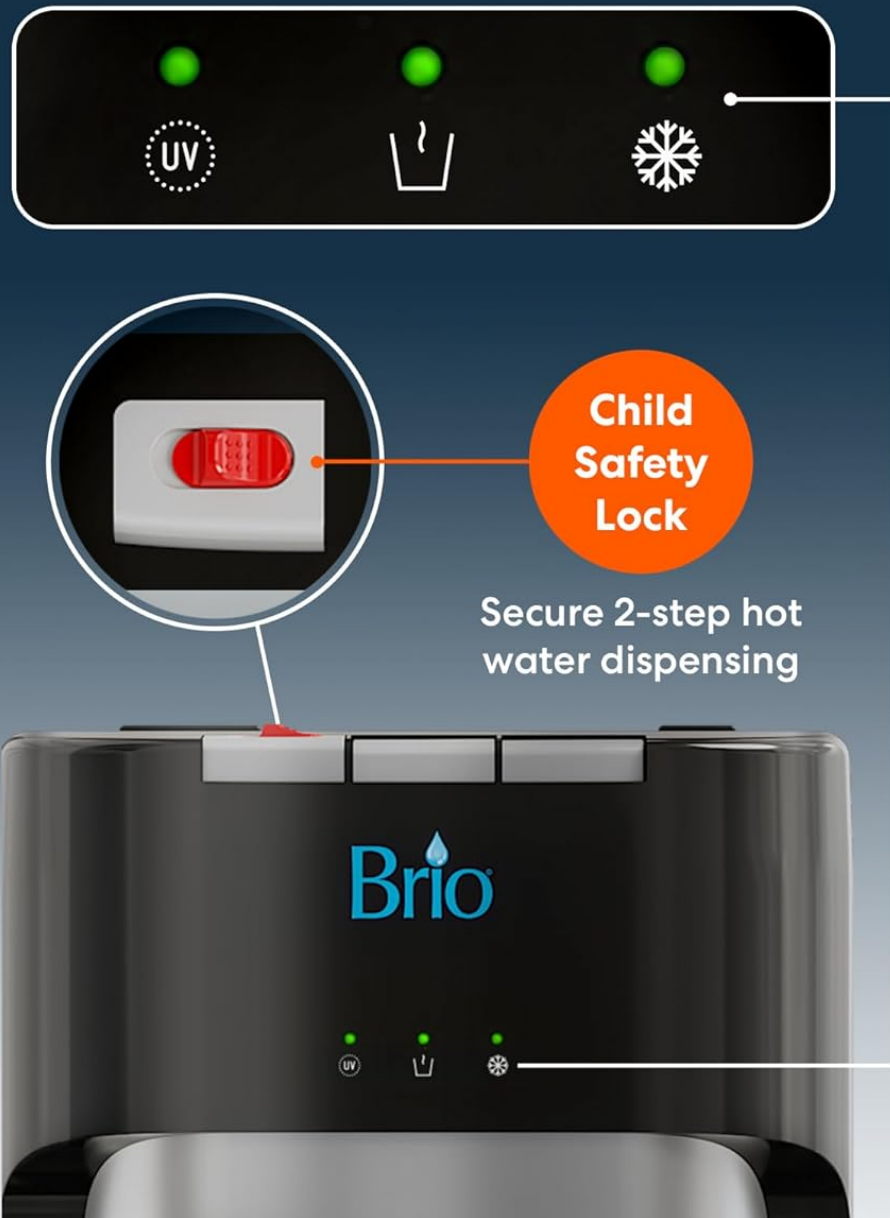 UV
Child
Safety
Lock
Secure 2-step hot
water dispensing
Brio
UV